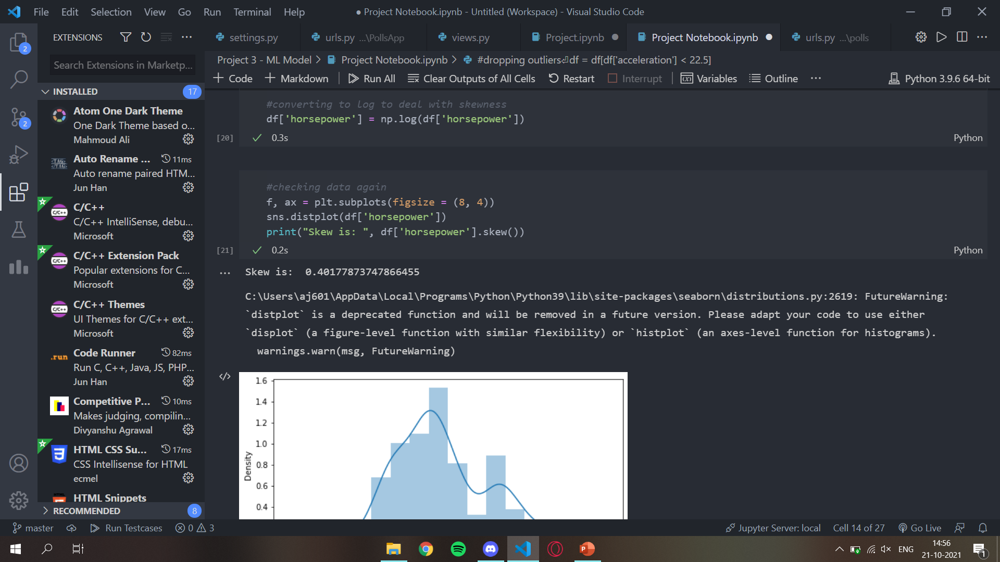 File Edit Selection View Go Run Terminal Help
● Project Notebook.ipynb - Untitled (Workspace) - Visual Studio Code
EXTENSIONS
settings.py
urls.py ...\PollsApp
views.py
Project.ipynb
Project Notebook.ipynb
urls.py ...\polls
2
Search Extensions in Marketp...
Project 3 - ML Model > Project Notebook.ipynb > #dropping outliers⏎df = df[df['acceleration'] < 22.5]
Code Markdown Run All Clear Outputs of All Cells Restart Interrupt Variables Outline ... Python 3.9.6 64-bit
INSTALLED 17
2
Atom One Dark Theme
One Dark Theme based o...
Mahmoud Ali
Auto Rename ... 11ms
Auto rename paired HTM...
Jun Han
C/C++
C/C++
C/C++ IntelliSense, debu...
Microsoft
C/C++
C/C++ Extension Pack
Popular extensions for C...
Microsoft
C/C++
C/C++ Themes
UI Themes for C/C++ ext...
Microsoft
.run
Code Runner 82ms
Run C, C++, Java, JS, PHP...
Jun Han
Competitive P... 10ms
Makes judging, compilin...
Divyanshu Agrawal
HTML CSS Su... 17ms
CSS Intellisense for HTML
ecmel
HTML
HTML Snippets
RECOMMENDED 8
#converting to log to deal with skewness
df['horsepower'] = np.log(df['horsepower'])
[20] 0.3s Python
#checking data again
f, ax = plt.subplots(figsize = (8, 4))
sns.distplot(df['horsepower'])
print("Skew is: ", df['horsepower'].skew())
[21] 0.2s Python
Skew is:  0.40177873747866455
C:\Users\aj601\AppData\Local\Programs\Python\Python39\lib\site-packages\seaborn\distributions.py:2619: FutureWarning:
`distplot` is a deprecated function and will be removed in a future version. Please adapt your code to use either
`displot` (a figure-level function with similar flexibility) or `histplot` (an axes-level function for histograms).
warnings.warn(msg, FutureWarning)
1.6
1.4
1.2
1.0
0.8
0.6
0.4
Density
master Run Testcases 0 3 Jupyter Server: local Cell 14 of 27 Go Live
ENG
14:56
21-10-2021
1